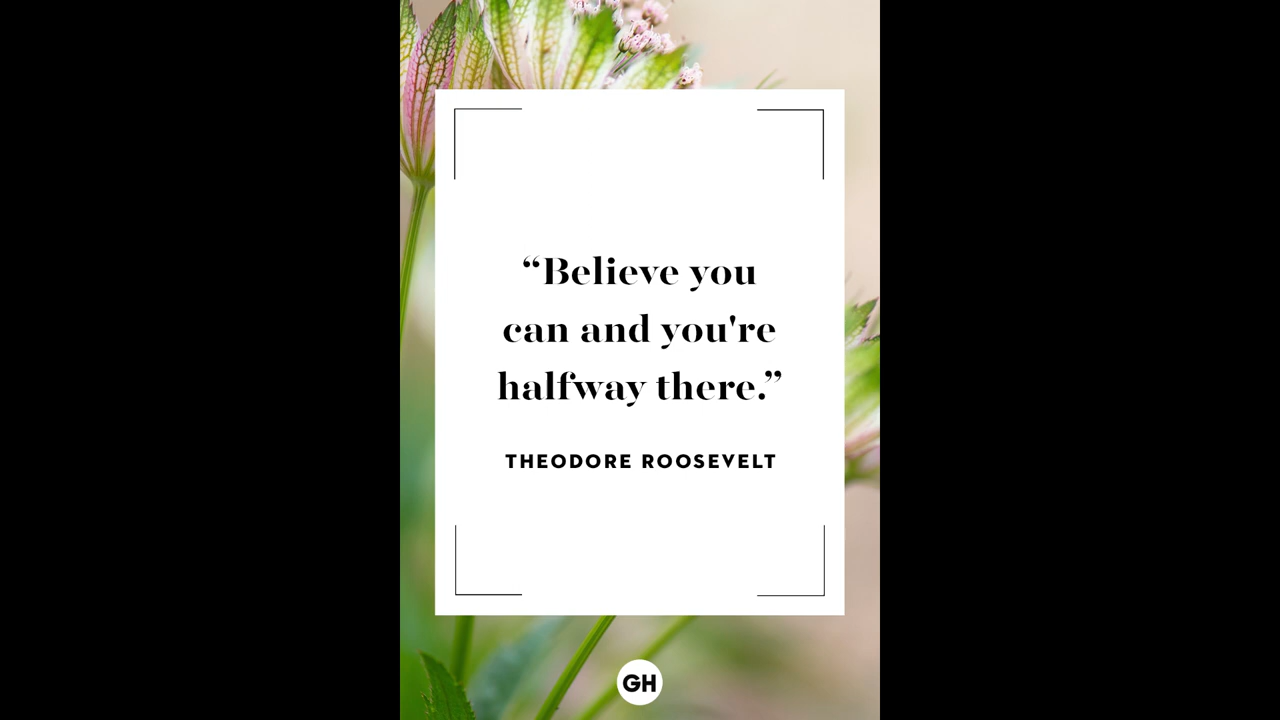 “Believe you
can and you're
halfway there.”
THEODORE ROOSEVELT
GH